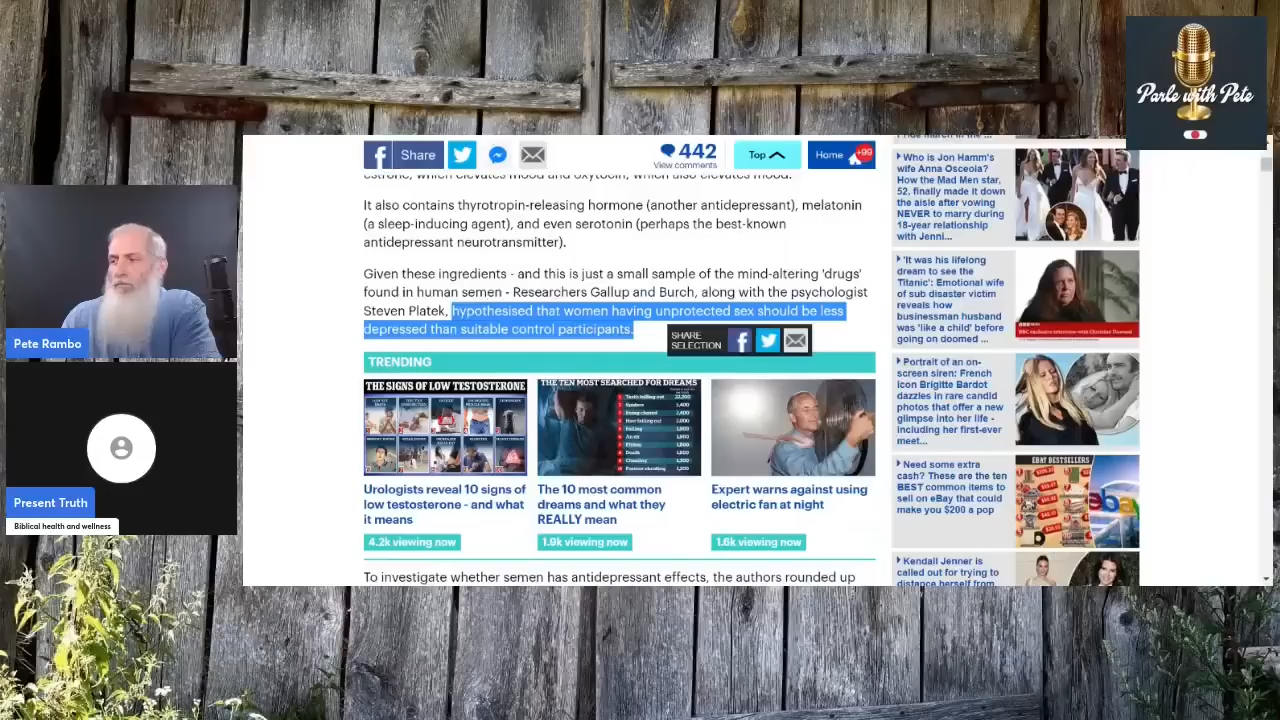 Parle with Pete
Share
442
View comments
Top
Home
+99
It also contains thyrotropin-releasing hormone (another antidepressant), melatonin
(a sleep-inducing agent), and even serotonin (perhaps the best-known
antidepressant neurotransmitter).
Given these ingredients - and this is just a small sample of the mind-altering 'drugs'
found in human semen - Researchers Gallup and Burch, along with the psychologist
Steven Platek, hypothesised that women having unprotected sex should be less
depressed than suitable control participants.
SHARE
SELECTION
TRENDING
THE SIGNS OF LOW TESTOSTERONE
THE TEN MOST SEARCHED FOR DREAMS
Urologists reveal 10 signs of
low testosterone - and what
it means
4.2k viewing now
The 10 most common
dreams and what they
REALLY mean
1.9k viewing now
Expert warns against using
electric fan at night
1.6k viewing now
To investigate whether semen has antidepressant effects, the authors rounded up
Who is Jon Hamm's
wife Anna Osceola?
How the Mad Men star,
52, finally made it down
the aisle after vowing
NEVER to marry during
18-year relationship
with Jenni...
'It was his lifelong
dream to see the
Titanic': Emotional wife
of sub disaster victim
reveals how
businessman husband
was 'like a child' before
going on doomed ...
Portrait of an on-
screen siren: French
icon Brigitte Bardot
dazzles in rare candid
photos that offer a new
glimpse into her life -
including her first-ever
meet...
Need some extra
cash? These are the ten
BEST common items to
sell on eBay that could
make you $200 a pop
EBAY BESTSELLERS
ebay
Kendall Jenner is
called out for trying to
distance herself from
Pete Rambo
Present Truth
Biblical health and wellness